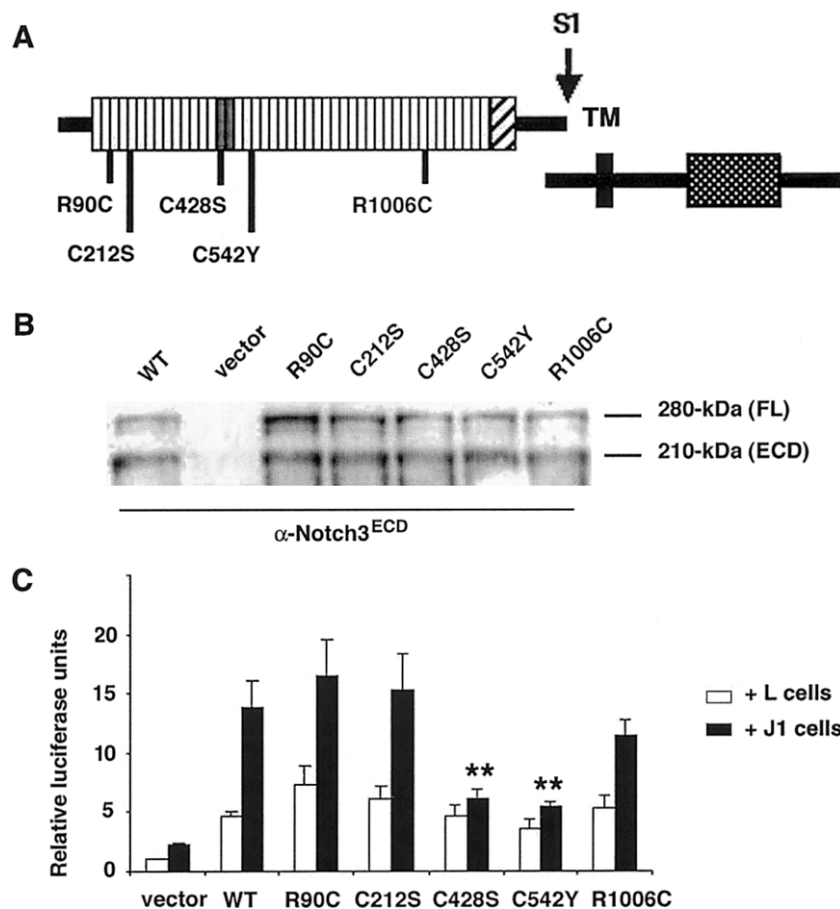 A
S1
TM
R90C
C428S
R1006C
C212S
C542Y
B
WT
vector
R90C
C212S
C428S
C542Y
R1006C
280-kDa (FL)
210-kDa (ECD)
α-Notch3ECD
C
Relative luciferase units
20
15
10
5
0
**
**
+ L cells
+ J1 cells
vector WT R90C C212S C428S C542Y R1006C